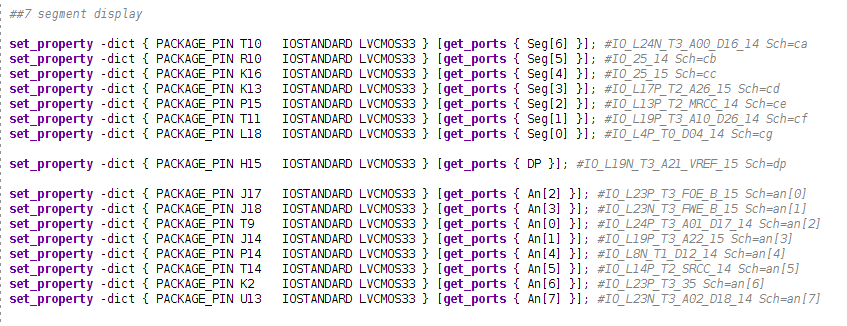 ##7 segment display
set_property -dict { PACKAGE_PIN T10 IOSTANDARD LVCMOS33 } [get_ports { Seg[6] }]; #IO_L24N_T3_A00_D16_14 Sch=ca
set_property -dict { PACKAGE_PIN R10 IOSTANDARD LVCMOS33 } [get_ports { Seg[5] }]; #IO_25_14 Sch=cb
set_property -dict { PACKAGE_PIN K16 IOSTANDARD LVCMOS33 } [get_ports { Seg[4] }]; #IO_25_15 Sch=cc
set_property -dict { PACKAGE_PIN K13 IOSTANDARD LVCMOS33 } [get_ports { Seg[3] }]; #IO_L17P_T2_A26_15 Sch=cd
set_property -dict { PACKAGE_PIN P15 IOSTANDARD LVCMOS33 } [get_ports { Seg[2] }]; #IO_L13P_T2_MRCC_14 Sch=ce
set_property -dict { PACKAGE_PIN T11 IOSTANDARD LVCMOS33 } [get_ports { Seg[1] }]; #IO_L19P_T3_A10_D26_14 Sch=cf
set_property -dict { PACKAGE_PIN L18 IOSTANDARD LVCMOS33 } [get_ports { Seg[0] }]; #IO_L4P_T0_D04_14 Sch=cg
set_property -dict { PACKAGE_PIN H15 IOSTANDARD LVCMOS33 } [get_ports { DP }]; #IO_L19N_T3_A21_VREF_15 Sch=dp
set_property -dict { PACKAGE_PIN J17 IOSTANDARD LVCMOS33 } [get_ports { An[2] }]; #IO_L23P_T3_FOE_B_15 Sch=an[0]
set_property -dict { PACKAGE_PIN J18 IOSTANDARD LVCMOS33 } [get_ports { An[3] }]; #IO_L23N_T3_FWE_B_15 Sch=an[1]
set_property -dict { PACKAGE_PIN T9 IOSTANDARD LVCMOS33 } [get_ports { An[0] }]; #IO_L24P_T3_A01_D17_14 Sch=an[2]
set_property -dict { PACKAGE_PIN J14 IOSTANDARD LVCMOS33 } [get_ports { An[1] }]; #IO_L19P_T3_A22_15 Sch=an[3]
set_property -dict { PACKAGE_PIN P14 IOSTANDARD LVCMOS33 } [get_ports { An[4] }]; #IO_L8N_T1_D12_14 Sch=an[4]
set_property -dict { PACKAGE_PIN T14 IOSTANDARD LVCMOS33 } [get_ports { An[5] }]; #IO_L14P_T2_SRCC_14 Sch=an[5]
set_property -dict { PACKAGE_PIN K2 IOSTANDARD LVCMOS33 } [get_ports { An[6] }]; #IO_L23P_T3_35 Sch=an[6]
set_property -dict { PACKAGE_PIN U13 IOSTANDARD LVCMOS33 } [get_ports { An[7] }]; #IO_L23N_T3_A02_D18_14 Sch=an[7]